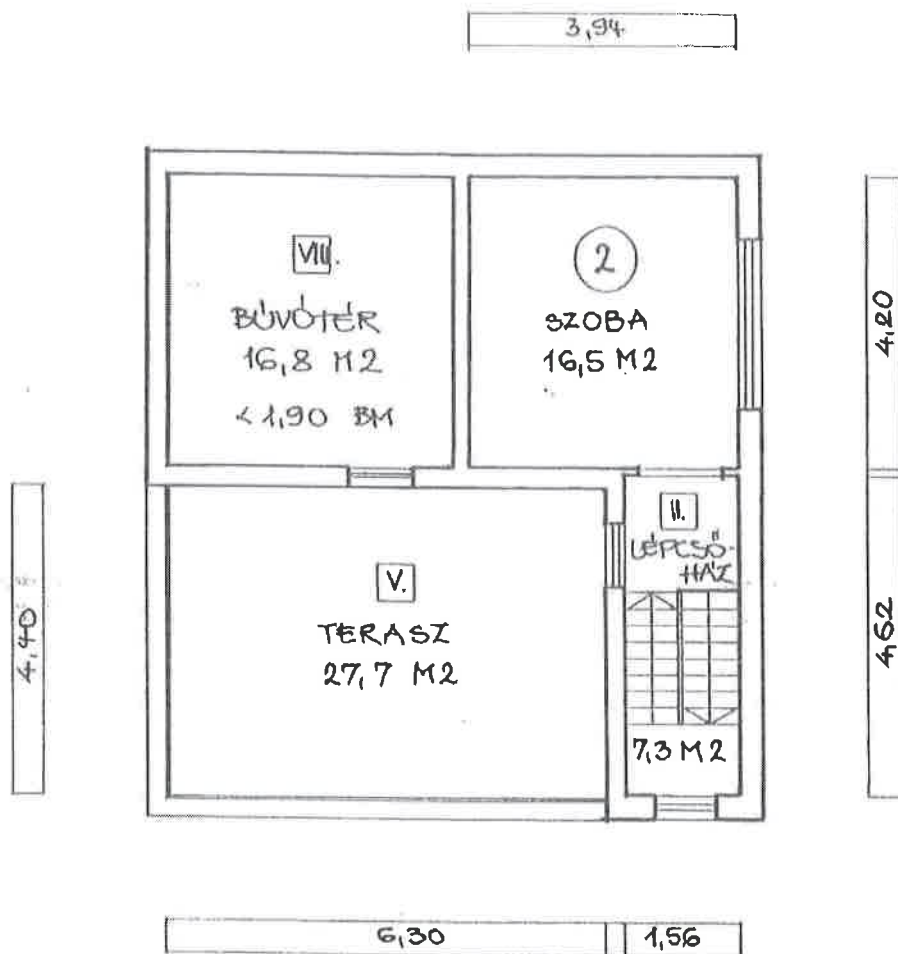 3,94
VIII.
BÚVÓTÉR
16,8 M2
< 1,90 BM
2
SZOBA
16,5 M2
4,20
II.
LÉPCSŐ-
HÁZ
V.
TERASZ
27,7 M2
7,3 M2
4,40
4,62
6,30
1,56